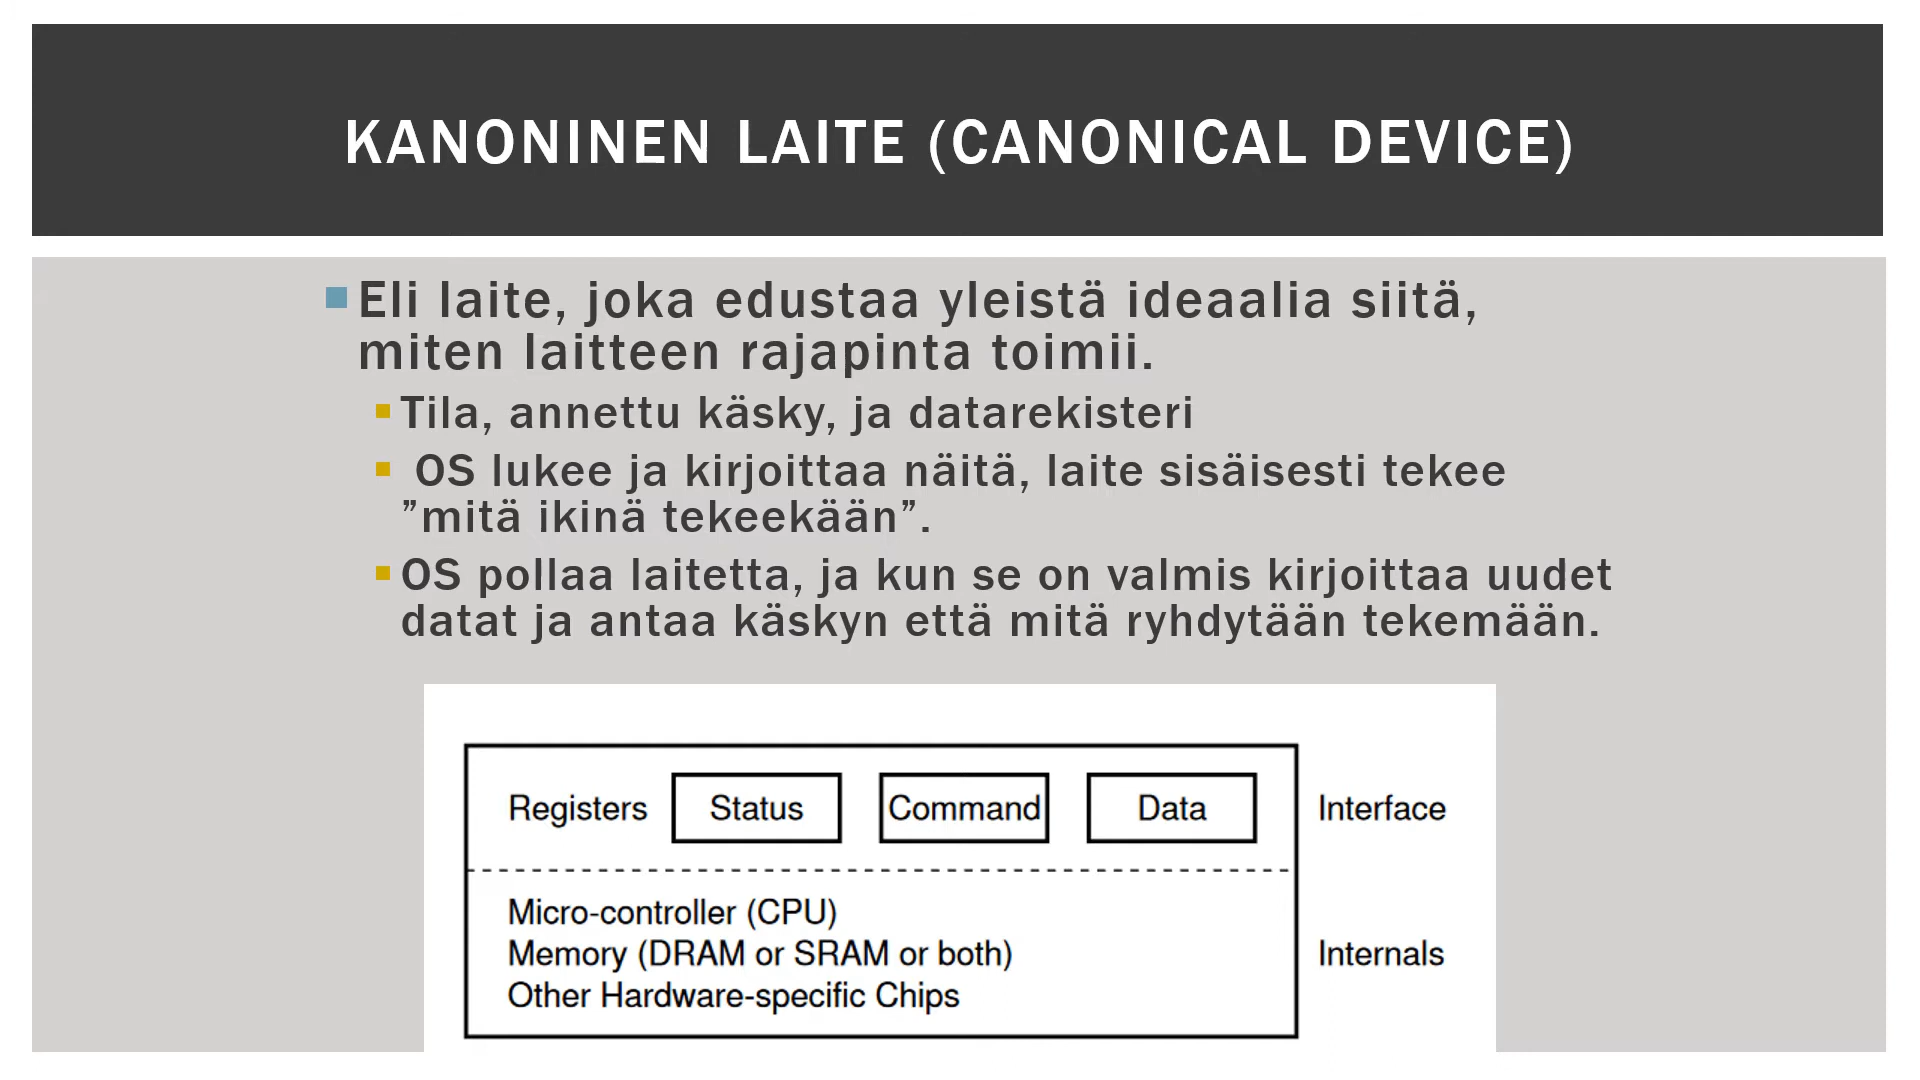 KANONINEN LAITE (CANONICAL DEVICE)
Eli laite, joka edustaa yleistä ideaalia siitä,
miten laitteen rajapinta toimii.
Tila, annettu käsky, ja datarekisteri
OS lukee ja kirjoittaa näitä, laite sisäisesti tekee
”mitä ikinä tekeekään”.
OS pollaa laitetta, ja kun se on valmis kirjoittaa uudet
datat ja antaa käskyn että mitä ryhdytään tekemään.
Registers Status Command Data Interface
Micro-controller (CPU)
Memory (DRAM or SRAM or both) Internals
Other Hardware-specific Chips